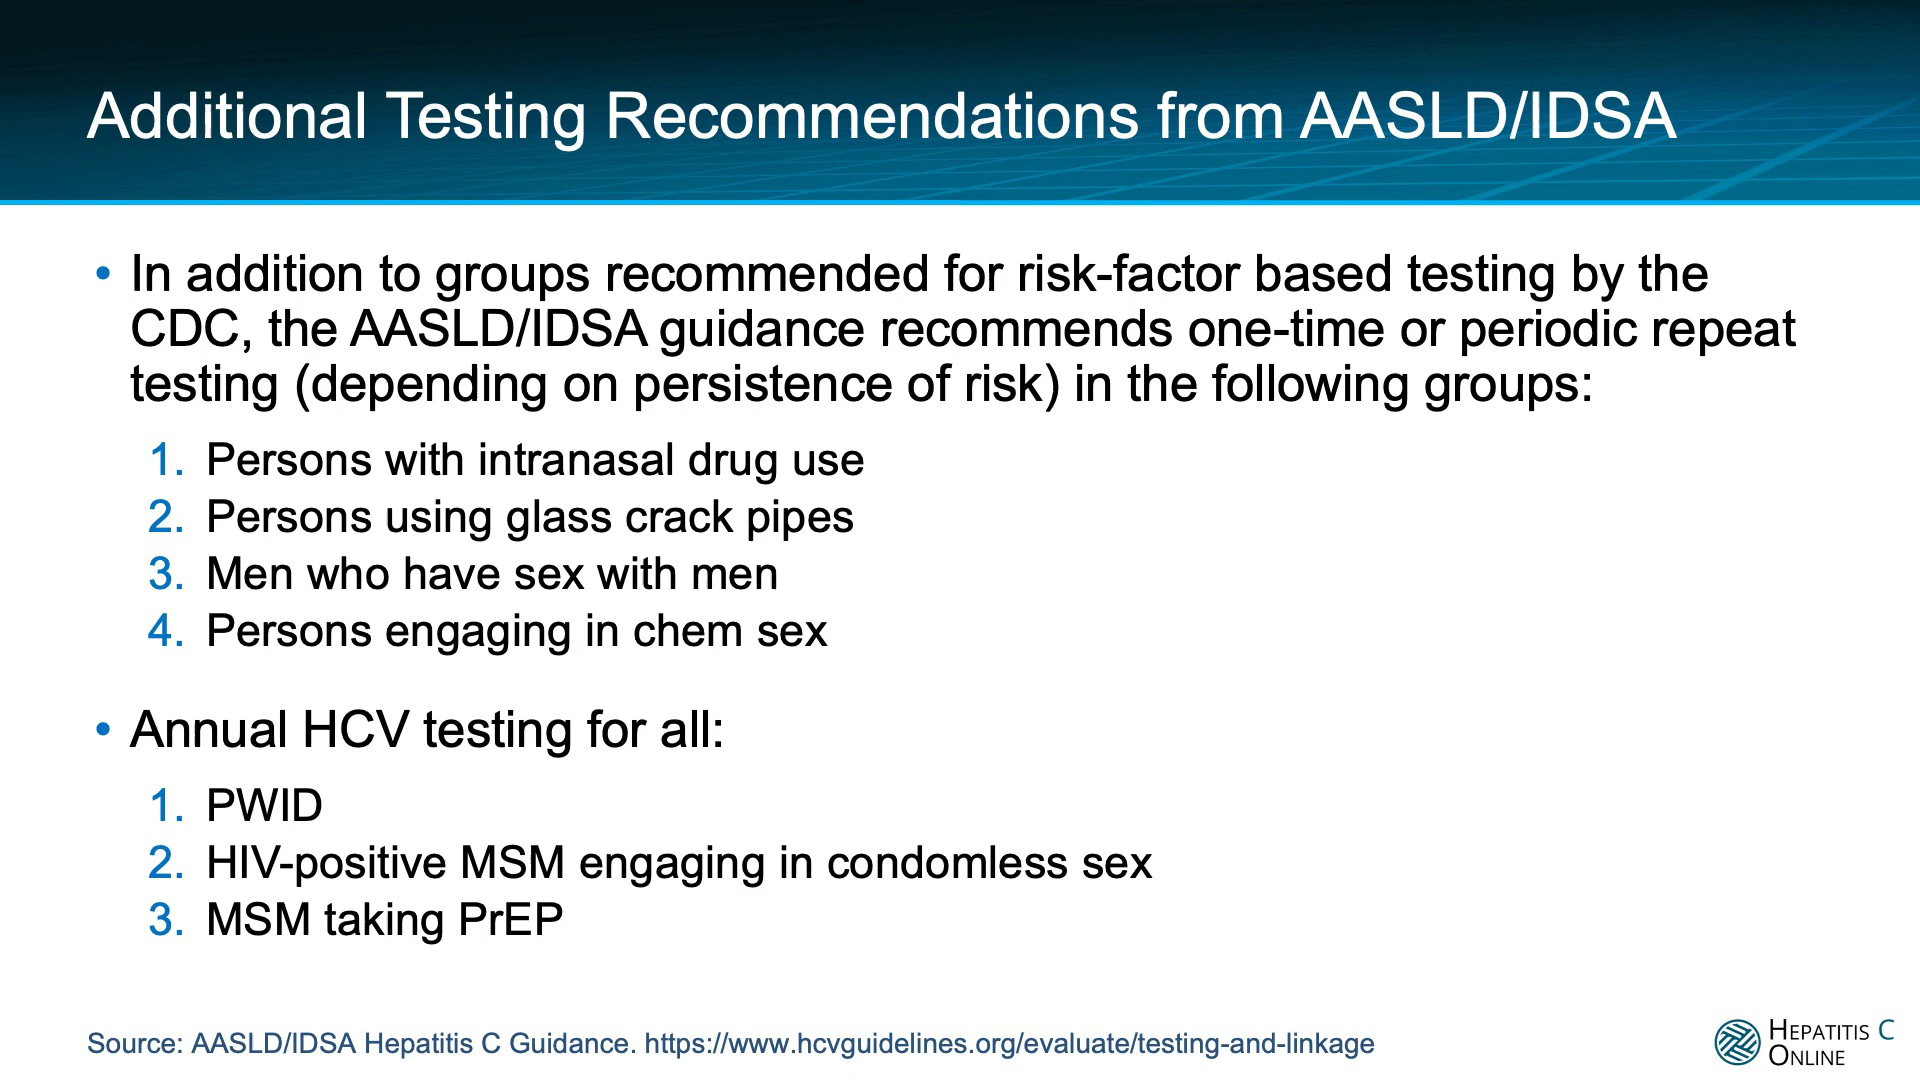 Additional Testing Recommendations from AASLD/IDSA
• In addition to groups recommended for risk-factor based testing by the
CDC, the AASLD/IDSA guidance recommends one-time or periodic repeat
testing (depending on persistence of risk) in the following groups:
1. Persons with intranasal drug use
2. Persons using glass crack pipes
3. Men who have sex with men
4. Persons engaging in chem sex
• Annual HCV testing for all:
1. PWID
2. HIV-positive MSM engaging in condomless sex
3. MSM taking PrEP
Source: AASLD/IDSA Hepatitis C Guidance. https://www.hcvguidelines.org/evaluate/testing-and-linkage
HEPATITIS C
ONLINE